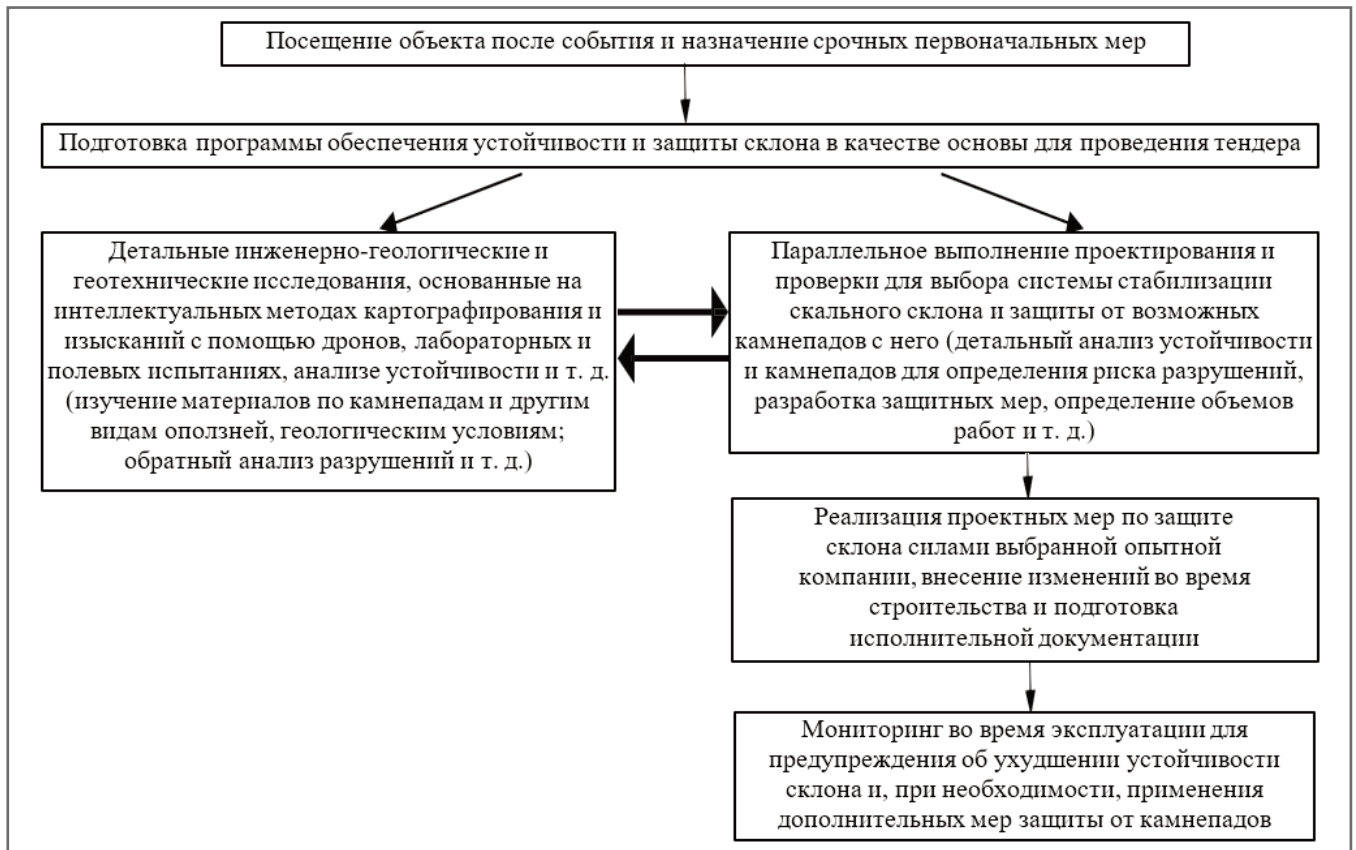 Посещение объекта после события и назначение срочных первоначальных мер
Подготовка программы обеспечения устойчивости и защиты склона в качестве основы для проведения тендера
Детальные инженерно-геологические и
геотехнические исследования, основанные на
интеллектуальных методах картографирования и
изысканий с помощью дронов, лабораторных и
полевых испытаниях, анализе устойчивости и т. д.
(изучение материалов по камнепадам и другим
видам оползней, геологическим условиям;
обратный анализ разрушений и т. д.)
Параллельное выполнение проектирования и
проверки для выбора системы стабилизации
скального склона и защиты от возможных
камнепадов с него (детальный анализ устойчивости
и камнепадов для определения риска разрушений,
разработка защитных мер, определение объемов
работ и т. д.)
Реализация проектных мер по защите
склона силами выбранной опытной
компании, внесение изменений во время
строительства и подготовка
исполнительной документации
Мониторинг во время эксплуатации для
предупреждения об ухудшении устойчивости
склона и, при необходимости, применения
дополнительных мер защиты от камнепадов